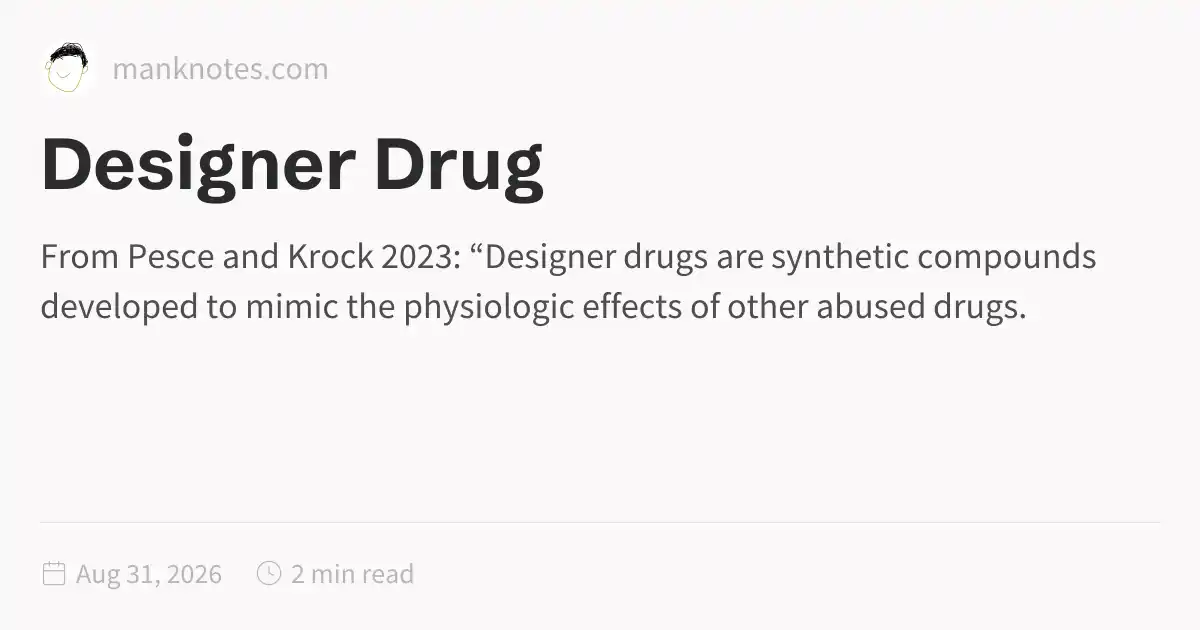 manknotes.com
Designer Drug
From Pesce and Krock 2023: “Designer drugs are synthetic compounds
developed to mimic the physiologic effects of other abused drugs.
Aug 31, 2026 2 min read